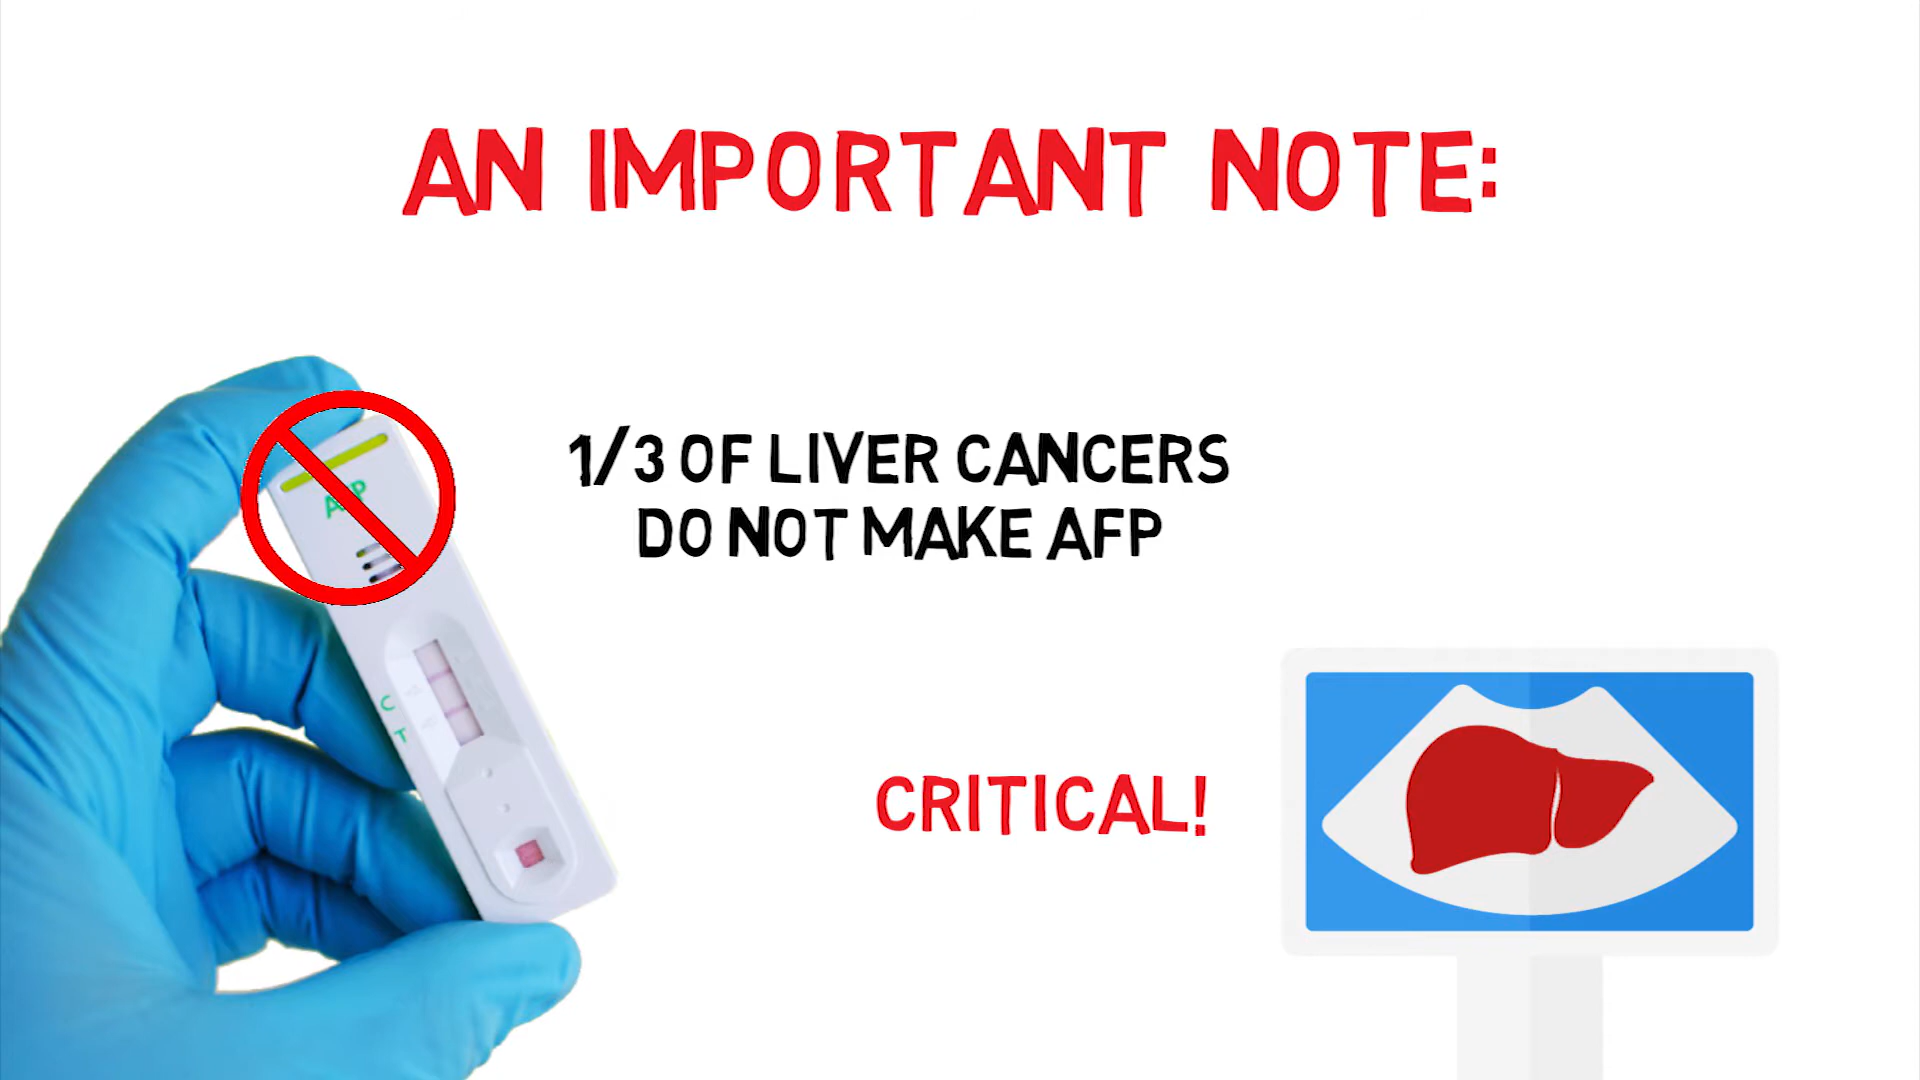 AN IMPORTANT NOTE:
1/3 OF LIVER CANCERS
DO NOT MAKE AFP
C
T
CRITICAL!